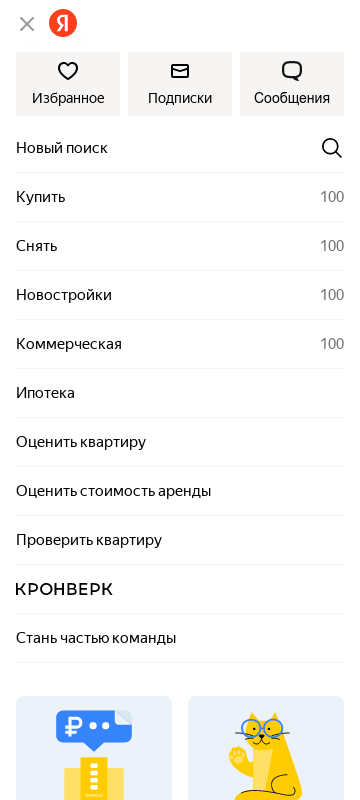 Я
Избранное Подписки Сообщения
Новый поиск
Купить 100
Снять 100
Новостройки 100
Коммерческая 100
Ипотека
Оценить квартиру
Оценить стоимость аренды
Проверить квартиру
КРОНВЕРК
Стань частью команды
₽